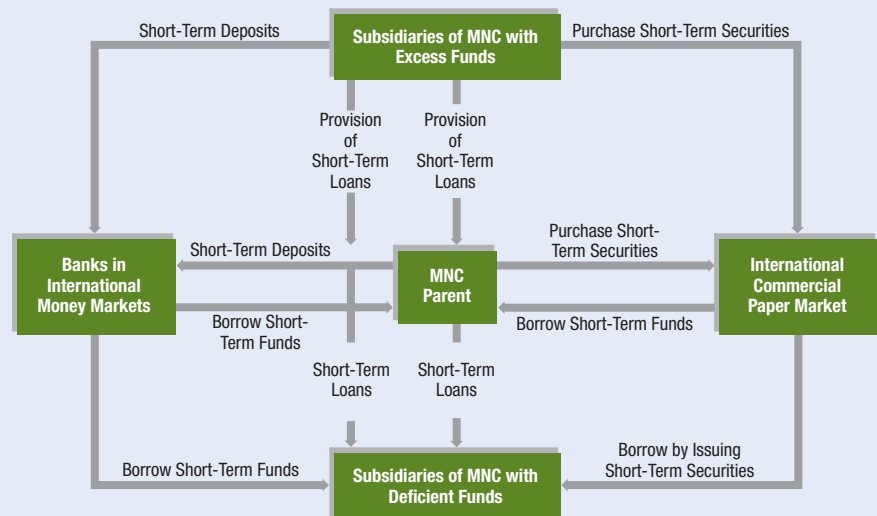 Short-Term Deposits
Subsidiaries of MNC with
Excess Funds
Purchase Short-Term Securities
Provision
of
Short-Term
Loans
Provision
of
Short-Term
Loans
Banks in
International
Money Markets
Short-Term Deposits
MNC
Parent
Purchase Short-
Term Securities
International
Commercial
Paper Market
Borrow Short-
Term Funds
Borrow Short-Term Funds
Short-Term
Loans
Short-Term
Loans
Borrow Short-Term Funds
Subsidiaries of MNC with
Deficient Funds
Borrow by Issuing
Short-Term Securities